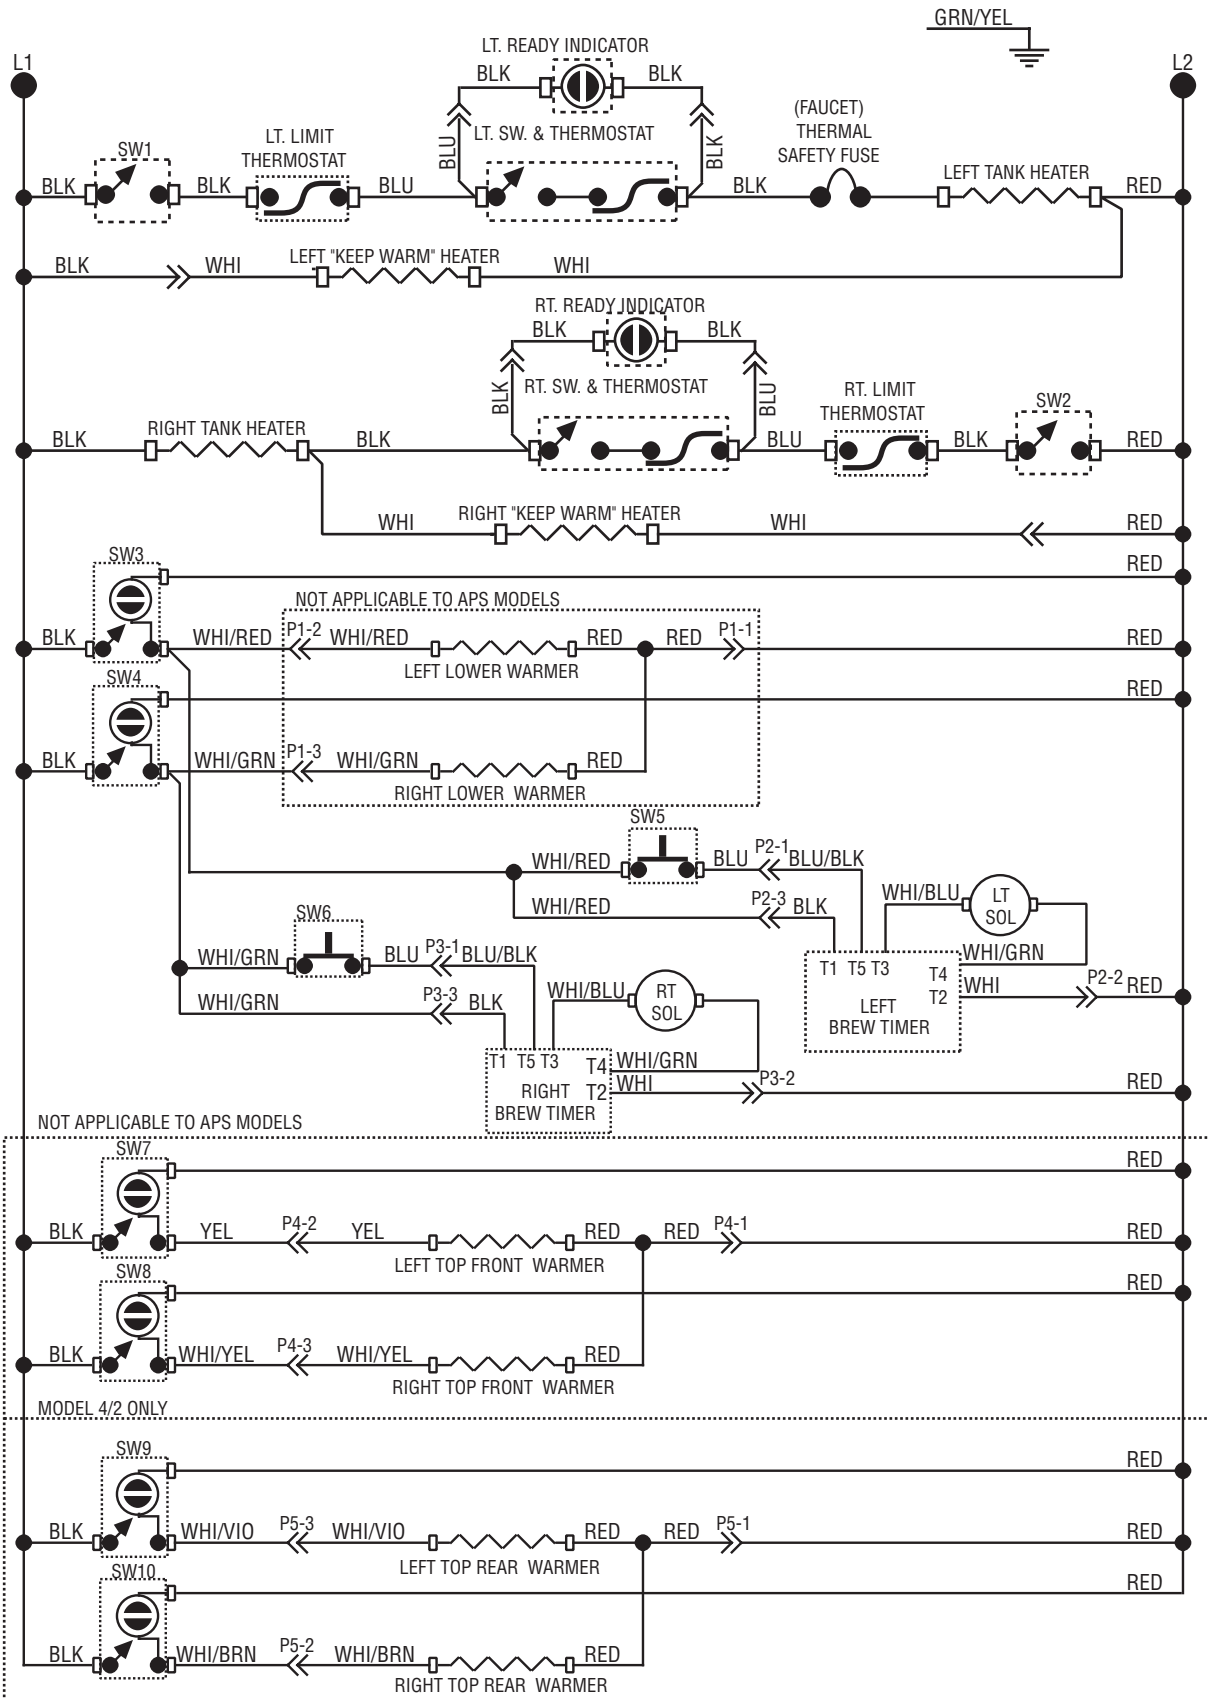 GRN/YEL
L1
LT. READY INDICATOR
L2
BLK
BLK
(FAUCET)
THERMAL
SAFETY FUSE
BLU
LT. SW. & THERMOSTAT
BLK
SW1
LT. LIMIT
THERMOSTAT
LEFT TANK HEATER
BLK
BLK
BLU
BLK
RED
BLK
WHI
LEFT "KEEP WARM" HEATER
WHI
RT. READY INDICATOR
BLK
BLK
BLK
RT. SW. & THERMOSTAT
BLU
RT. LIMIT
THERMOSTAT
SW2
RIGHT TANK HEATER
BLK
BLK
BLU
BLK
RED
WHI
RIGHT "KEEP WARM" HEATER
WHI
RED
SW3
RED
NOT APPLICABLE TO APS MODELS
BLK
WHI/RED
P1-2
WHI/RED
RED
RED
P1-1
RED
LEFT LOWER WARMER
SW4
RED
BLK
WHI/GRN
P1-3
WHI/GRN
RED
RIGHT LOWER WARMER
SW5
WHI/RED
BLU
P2-1
BLU/BLK
WHI/RED
P2-3
BLK
WHI/BLU
LT
SOL
SW6
WHI/GRN
BLU
P3-1
BLU/BLK
WHI/GRN
T1 T5 T3
T4
WHI
P2-2
RED
T2
LEFT
BREW TIMER
WHI/GRN
P3-3
BLK
WHI/BLU
RT
SOL
T1 T5 T3
T4
WHI/GRN
RIGHT
BREW TIMER
T2
WHI
P3-2
RED
NOT APPLICABLE TO APS MODELS
SW7
RED
BLK
YEL
P4-2
YEL
RED
RED
P4-1
RED
LEFT TOP FRONT WARMER
SW8
RED
BLK
WHI/YEL
P4-3
WHI/YEL
RED
RIGHT TOP FRONT WARMER
MODEL 4/2 ONLY
SW9
RED
BLK
WHI/VIO
P5-3
WHI/VIO
RED
RED
P5-1
RED
LEFT TOP REAR WARMER
SW10
RED
BLK
WHI/BRN
P5-2
WHI/BRN
RED
RIGHT TOP REAR WARMER